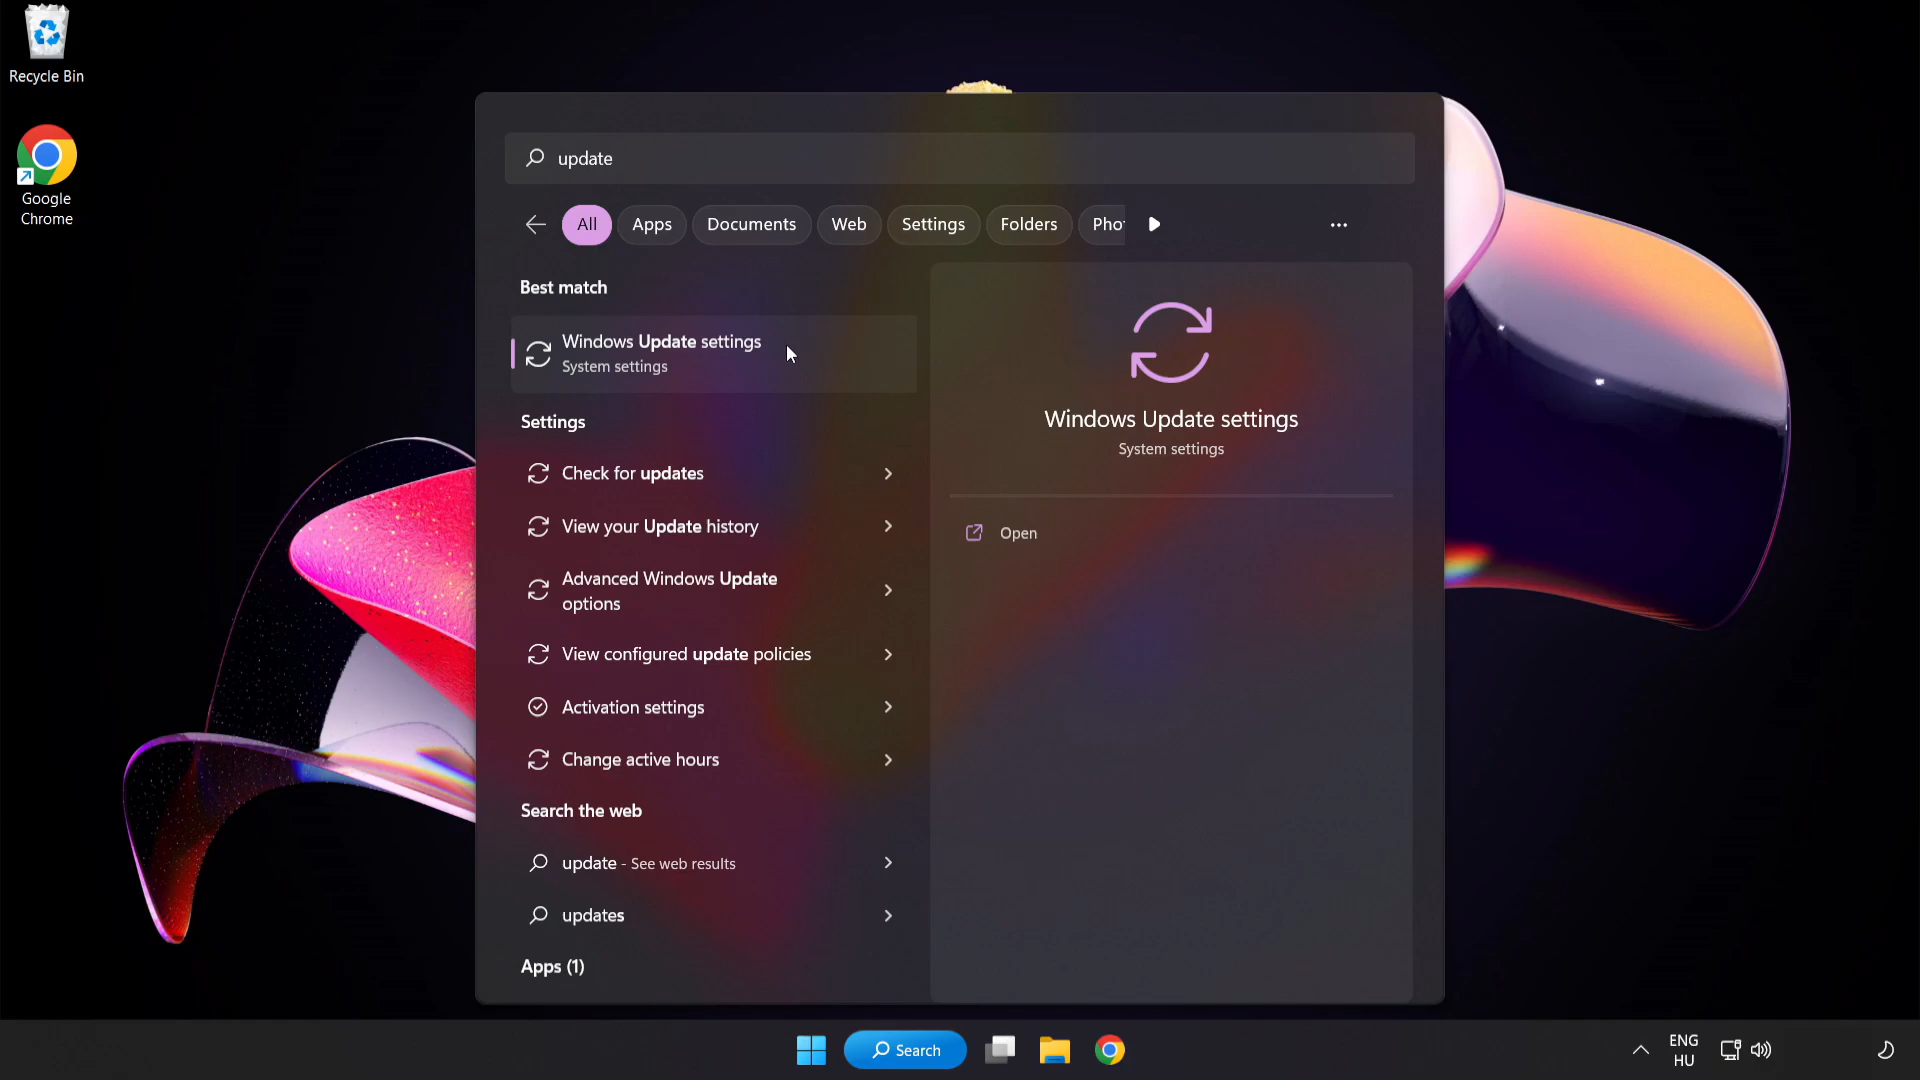 Recycle Bin
Google
Chrome
update
All
Apps
Documents
Web
Settings
Folders
Pho
Best match
Windows Update settings
System settings
Settings
Check for updates
View your Update history
Advanced Windows Update
options
View configured update policies
Activation settings
Change active hours
Search the web
update - See web results
updates
Apps (1)
Windows Update settings
System settings
Open
Search
ENG
HU